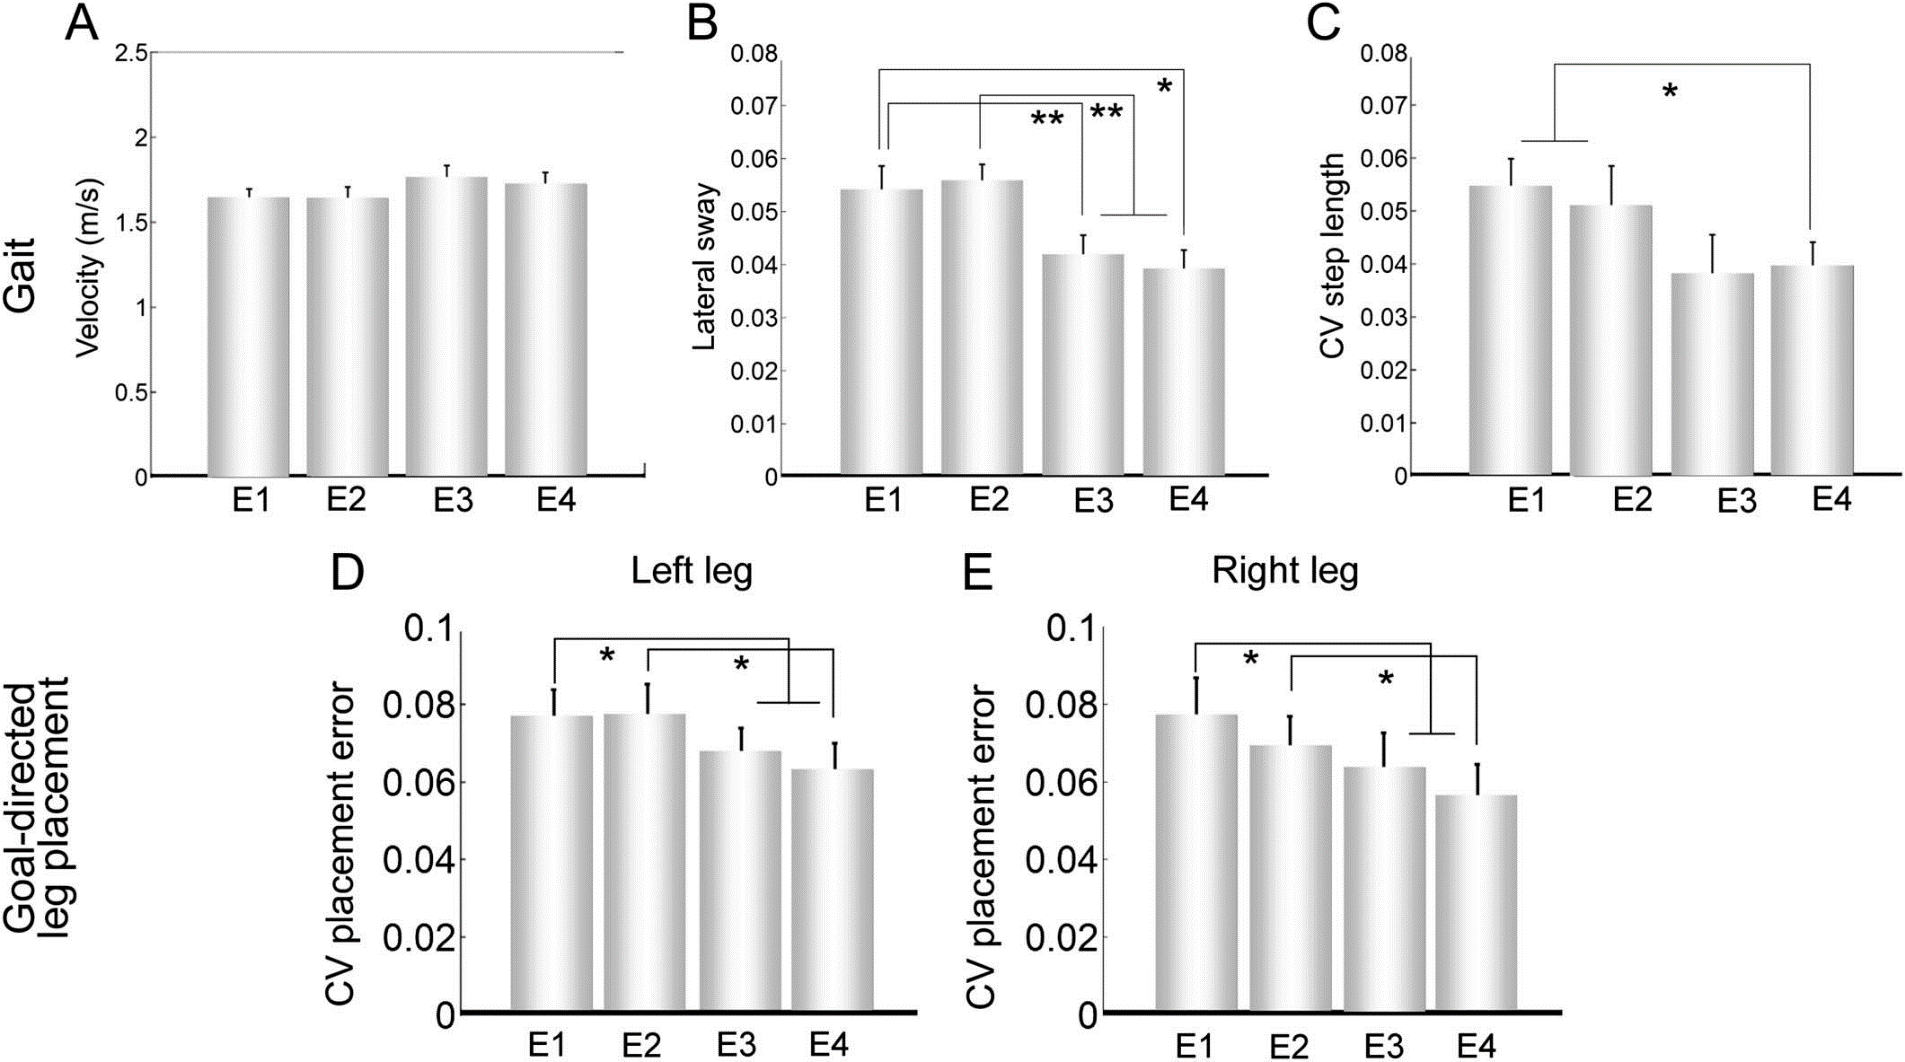 A
B
C
Gait
Velocity (m/s)
2.5
2
1.5
1
0.5
0
E1 E2 E3 E4
Lateral sway
0.08
0.07
0.06
0.05
0.04
0.03
0.02
0.01
0
*
** **
E1 E2 E3 E4
CV step length
0.08
0.07
0.06
0.05
0.04
0.03
0.02
0.01
0
*
E1 E2 E3 E4
Goal-directed
leg placement
D
Left leg
CV placement error
0.1
0.08
0.06
0.04
0.02
0
* *
E1 E2 E3 E4
E
Right leg
CV placement error
0.1
0.08
0.06
0.04
0.02
0
* *
E1 E2 E3 E4